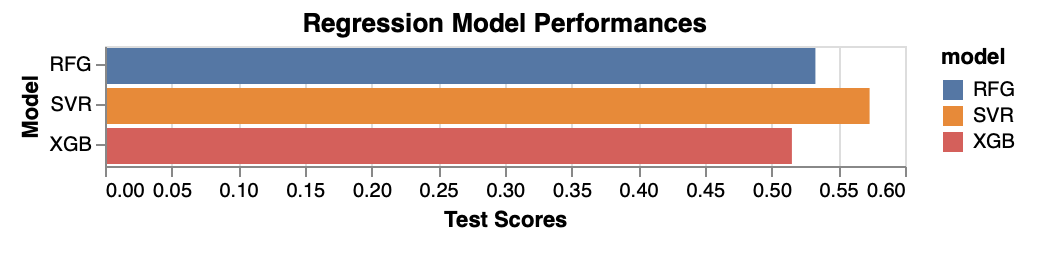 Regression Model Performances
Model
RFG
SVR
XGB
0.00 0.05 0.10 0.15 0.20 0.25 0.30 0.35 0.40 0.45 0.50 0.55 0.60
Test Scores
model
RFG
SVR
XGB